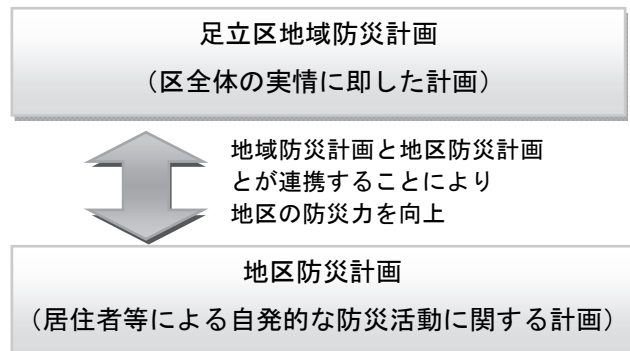 足立区地域防災計画
（区全体の実情に即した計画）
地域防災計画と地区防災計画
とが連携することにより
地区の防災力を向上
地区防災計画
（居住者等による自発的な防災活動に関する計画）